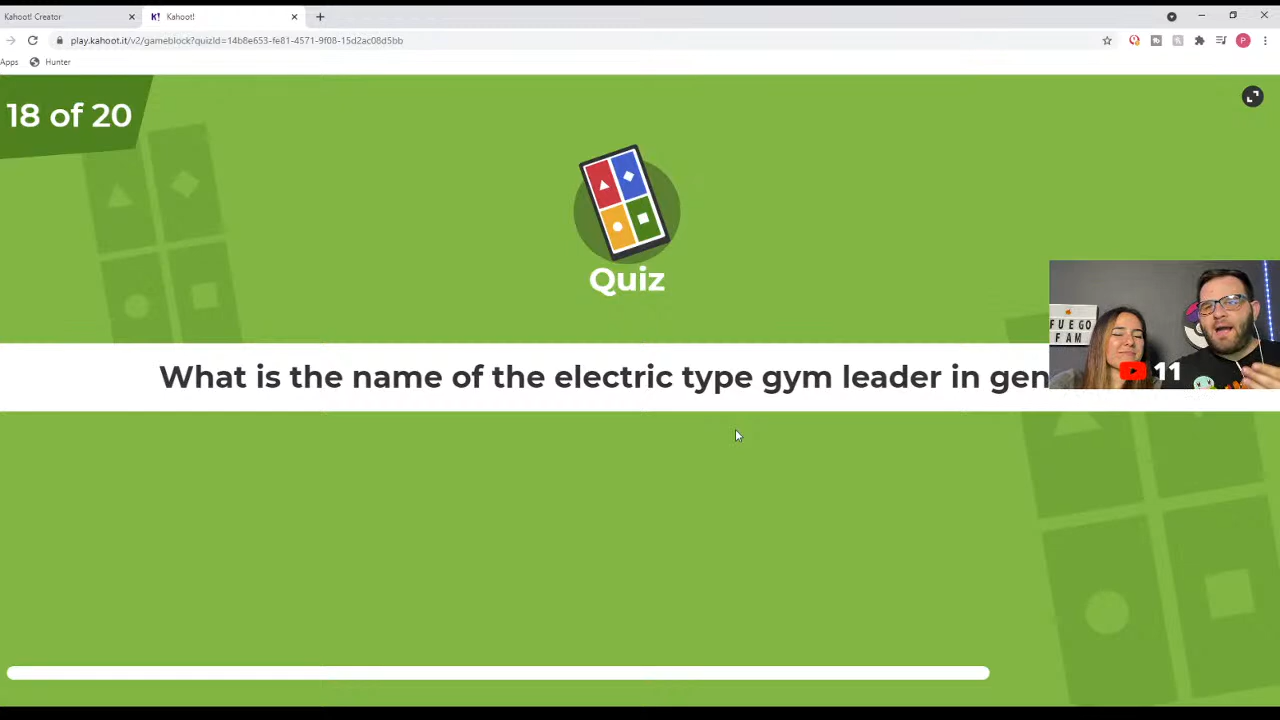 Kahoot! Creator
K! Kahoot!
play.kahoot.it/v2/gameblock?quizId=14b8e653-fe81-4571-9f08-15d2ac08d5bb
P
Apps
Hunter
18 of 20
Quiz
What is the name of the electric type gym leader in gen
FUEGO
FAM
11